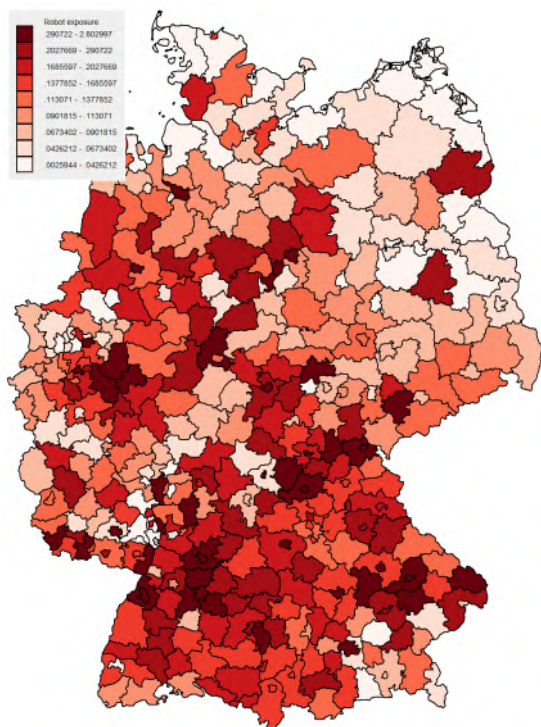 Robot exposure
.290722 - 2.802997
.2027669 - .290722
.1685597 - .2027669
.1377852 - .1685597
.113071 - .1377852
.0901815 - .113071
.0673402 - .0901815
.0426212 - .0673402
.0025944 - .0426212